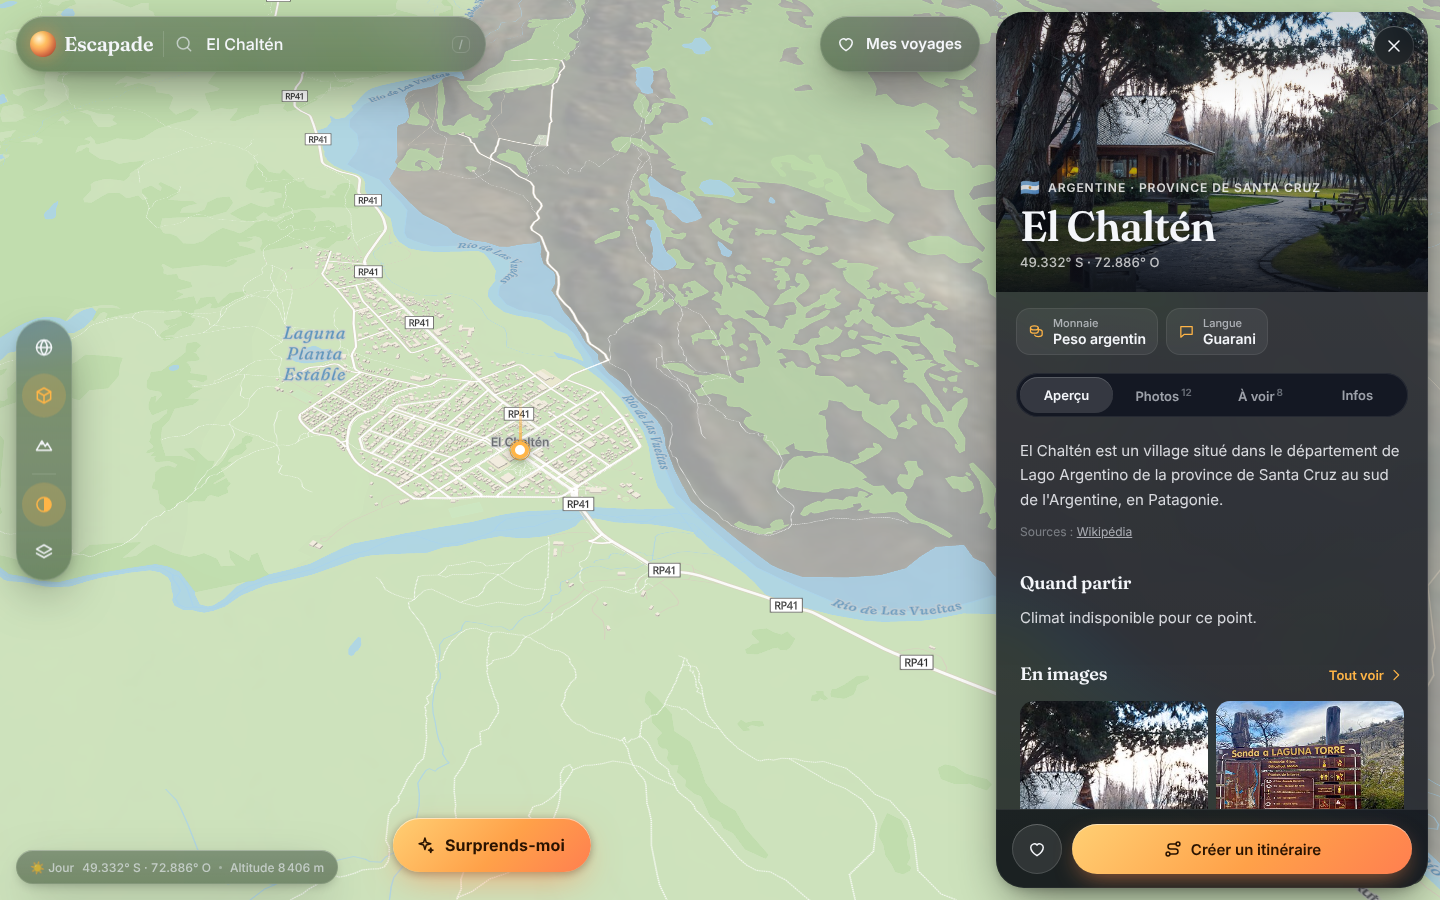 Escapade
El Chaltén
/
Mes voyages
RP41
RP41
RP41
RP41
RP41
RP41
RP41
RP41
RP41
RP41
Río de Las Vueltas
Río de Las Vueltas
Río de Las Vueltas
Laguna
Planta
Estable
El Chaltén
Surprends-moi
Jour 49.332° S · 72.886° O • Altitude 8 406 m
ARGENTINE · PROVINCE DE SANTA CRUZ
El Chaltén
49.332° S · 72.886° O
Monnaie
Peso argentin
Langue
Guarani
Aperçu
Photos 12
À voir 8
Infos
El Chaltén est un village situé dans le département de
Lago Argentino de la province de Santa Cruz au sud
de l'Argentine, en Patagonie.
Sources : Wikipédia
Quand partir
Climat indisponible pour ce point.
En images
Tout voir
Senda a LAGUNA TORRE
Créer un itinéraire